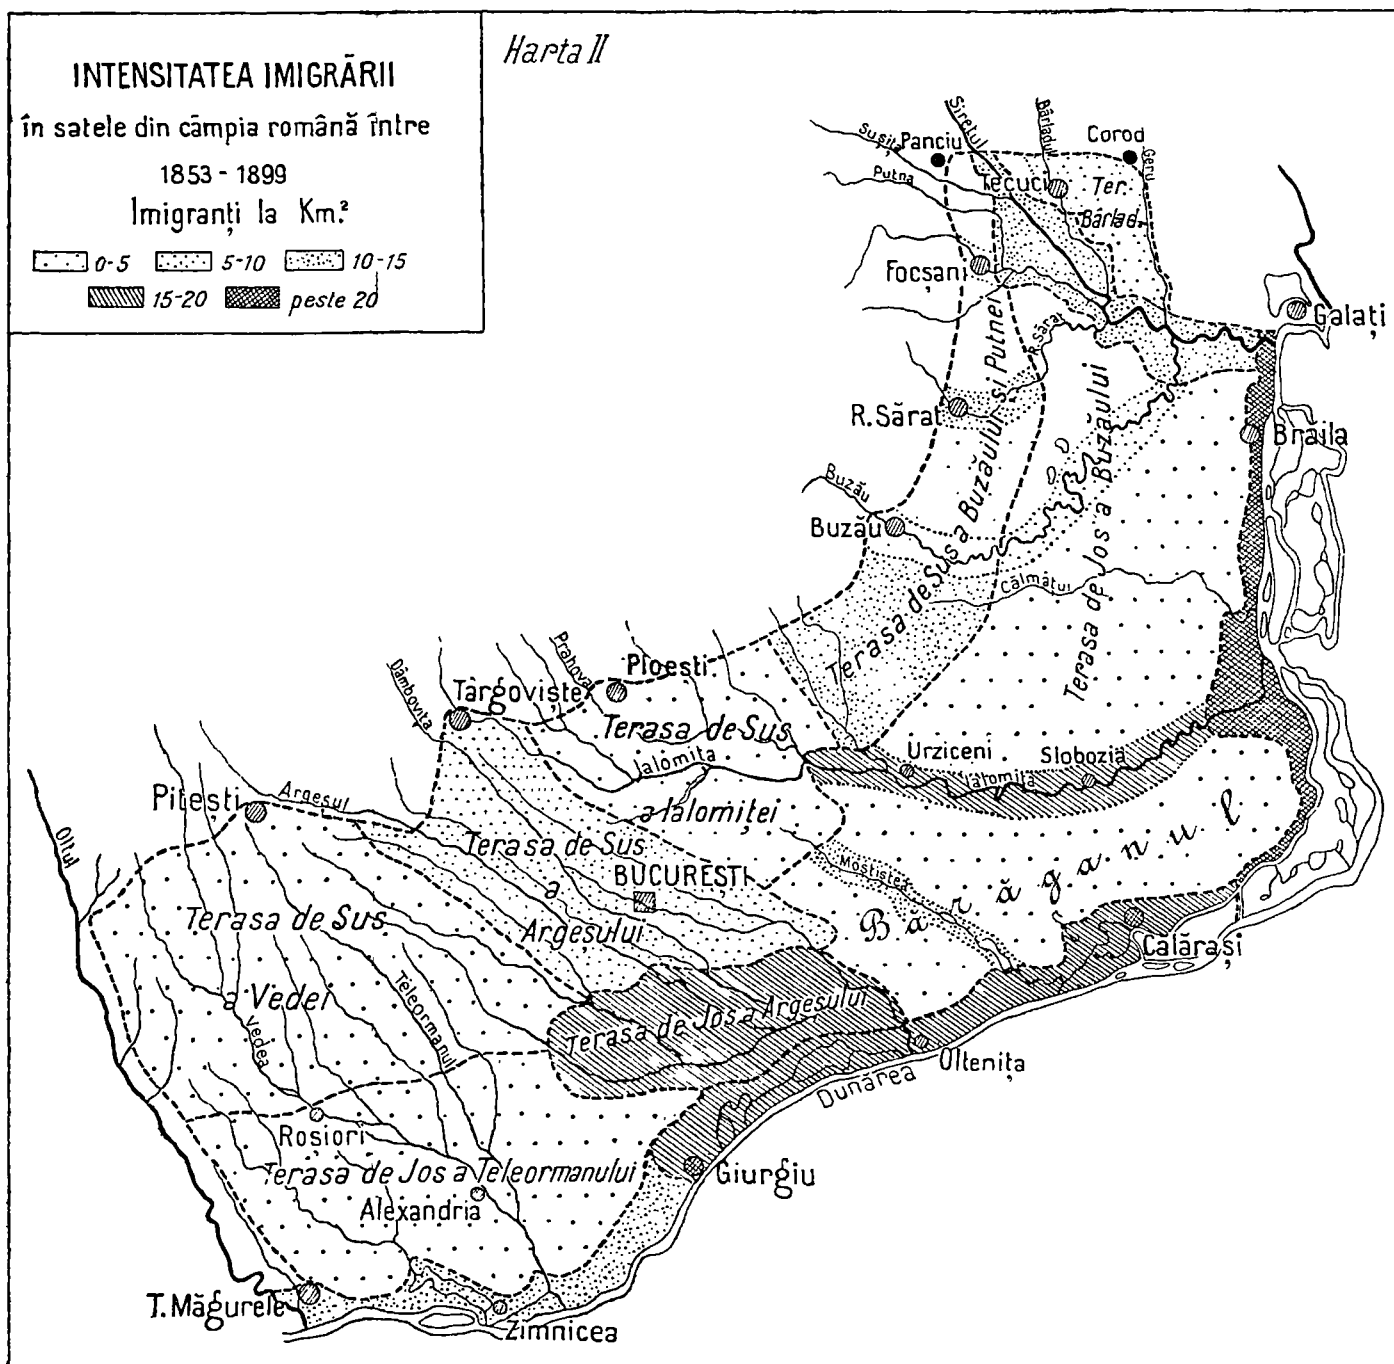 Harta II
INTENSITATEA IMIGRĂRII
în satele din câmpia română între
1853 - 1899
Imigranți la Km.²
0-5
5-10
10-15
15-20
peste 20
Siretul
Bârladul
Sușița
Panciu
Corod
Geru
Putna
Tecuci
Ter.
Bârlad.
Focșani
Galați
R. Sărat
R. Sărat
Brăila
Terasa de Sus a Buzăului și Putnei
Terasa de Jos a Buzăului
Buzău
Buzău
Călmățui
Dâmbovița
Prahova
Ploești
Târgoviște
Terasa de Sus
a Ialomiței
Ialomița
Urziceni
Slobozia
Ialomița
Pitești
Argeșul
Oltul
Terasa de Sus
a
Argeșului
BUCUREȘTI
Mostiștea
Bărăganul
Terasa de Sus
a Vedei
Vedea
Teleormanul
Călărași
Terasa de Jos a Argeșului
Oltenița
Dunărea
Roșiori
Terasa de Jos a Teleormanului
Giurgiu
Alexandria
T. Măgurele
Zimnicea